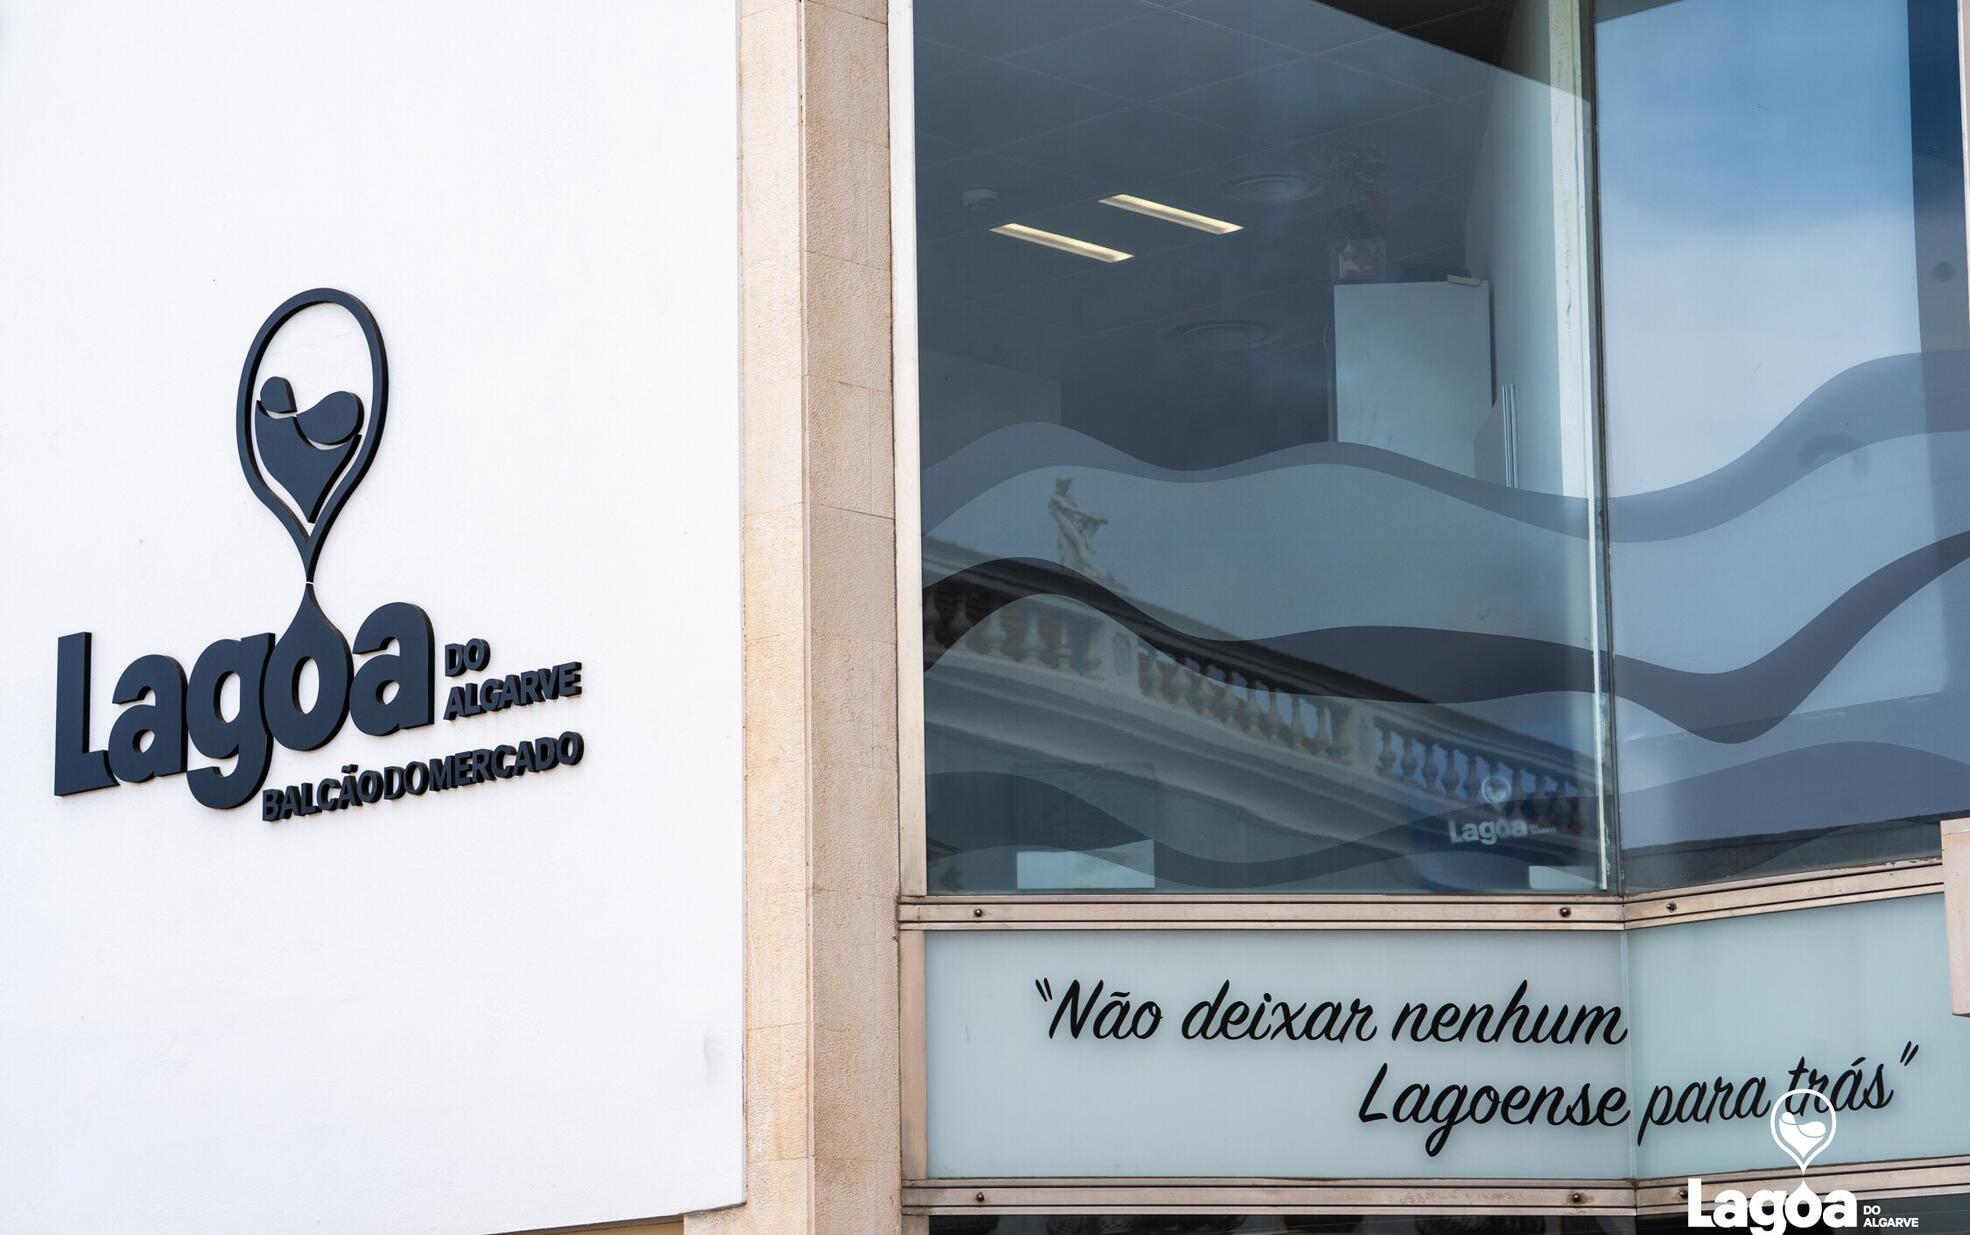 Lagoa
DO
ALGARVE
BALCÃO DO MERCADO
Lagoa
"Não deixar nenhum
Lagoense para trás"
Lagoa
DO
ALGARVE